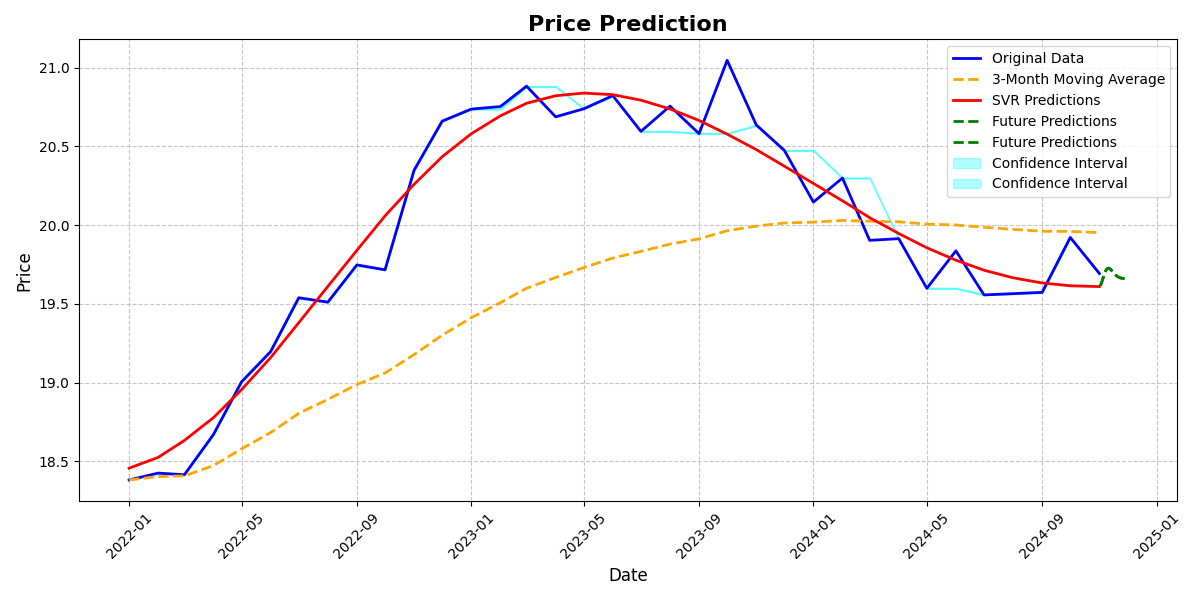 Price Prediction
Price
21.0
20.5
20.0
19.5
19.0
18.5
Original Data
3-Month Moving Average
SVR Predictions
Future Predictions
Future Predictions
Confidence Interval
Confidence Interval
2022-01
2022-05
2022-09
2023-01
2023-05
2023-09
2024-01
2024-05
2024-09
2025-01
Date